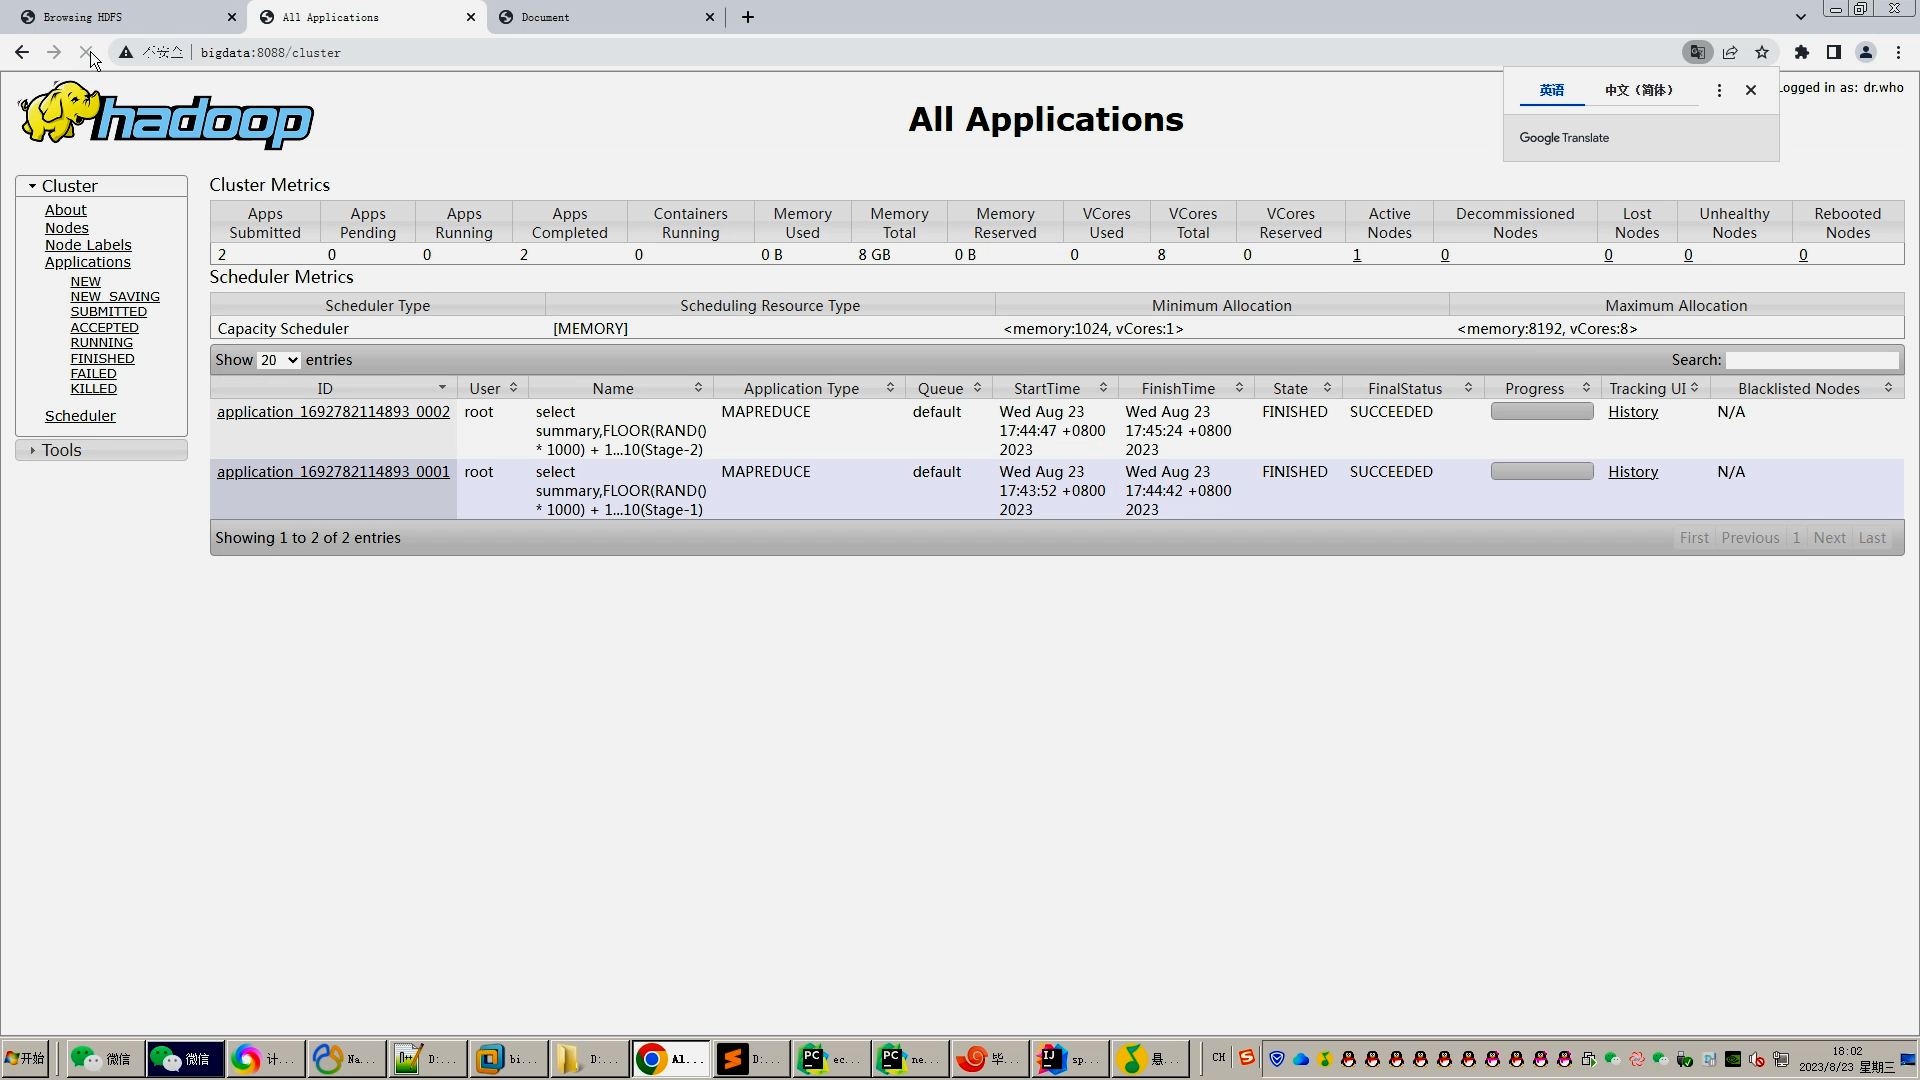 Browsing HDFS
All Applications
Document
不安全 bigdata:8088/cluster
英语 中文（简体）
Google Translate
Logged in as: dr.who
hadoop
All Applications
Cluster
About
Nodes
Node Labels
Applications
NEW
NEW_SAVING
SUBMITTED
ACCEPTED
RUNNING
FINISHED
FAILED
KILLED
Scheduler
Tools
Cluster Metrics
Apps Submitted Apps Pending Apps Running Apps Completed Containers Running Memory Used Memory Total Memory Reserved VCores Used VCores Total VCores Reserved Active Nodes Decommissioned Nodes Lost Nodes Unhealthy Nodes Rebooted Nodes
2 0 0 2 0 0 B 8 GB 0 B 0 8 0 1 0 0 0 0
Scheduler Metrics
Scheduler Type Scheduling Resource Type Minimum Allocation Maximum Allocation
Capacity Scheduler [MEMORY] <memory:1024, vCores:1> <memory:8192, vCores:8>
Show 20 entries Search:
ID User Name Application Type Queue StartTime FinishTime State FinalStatus Progress Tracking UI Blacklisted Nodes
application_1692782114893_0002 root select MAPREDUCE default Wed Aug 23 Wed Aug 23 FINISHED SUCCEEDED History N/A
summary,FLOOR(RAND() 17:44:47 +0800 17:45:24 +0800
* 1000) + 1...10(Stage-2) 2023 2023
application_1692782114893_0001 root select MAPREDUCE default Wed Aug 23 Wed Aug 23 FINISHED SUCCEEDED History N/A
summary,FLOOR(RAND() 17:43:52 +0800 17:44:42 +0800
* 1000) + 1...10(Stage-1) 2023 2023
Showing 1 to 2 of 2 entries First Previous 1 Next Last
开始 微信 微信 计... Na... D:... bi... D:... Al... D:... ec... ne... 毕... sp... 悬... CH
18:02
2023/8/23 星期三